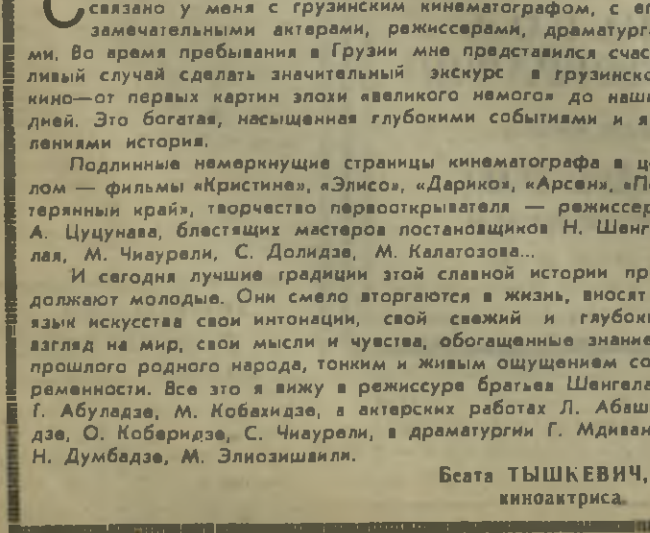 связано у меня с грузинским кинематографом, с ег
замечательными актерами, режиссерами, драматурга
ми. Во время пребывания в Грузии мне представился счас
ливый случай сделать значительный экскурс в грузинско
кино—от первых картин эпохи «великого немого» до наши
дней. Это богатая, насыщенная глубокими событиями и я
лениями история.
Подлинные немеркнущие страницы кинематографа в це
лом — фильмы «Кристине», «Элисо», «Дарико», «Арсен», «По
терянный край», творчество первооткрывателя — режиссер
А. Цуцунава, блестящих мастеров постановщиков Н. Шенг
лая, М. Чиаурели, С. Долидзе, М. Калатозова...
И сегодня лучшие традиции этой славной истории пр
должают молодые. Они смело вторгаются в жизнь, вносят
язык искусства свои интонации, свой свежий и глубоки
взгляд на мир, свои мысли и чувства, обогащенные знание
прошлого родного народа, тонким и живым ощущением со
ременности. Все это я вижу в режиссуре братьев Шенгела
Г. Абуладзе, М. Кобахидзе, в актерских работах Л. Абаш
дзе, О. Коберидзе, С. Чиаурели, в драматургии Г. Мдиван
Н. Думбадзе, М. Элиозишвили.
Беата ТЫШКЕВИЧ,
киноактриса.